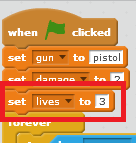 when clicked
set gun to pistol
set damage to 2
set lives to 3
forever